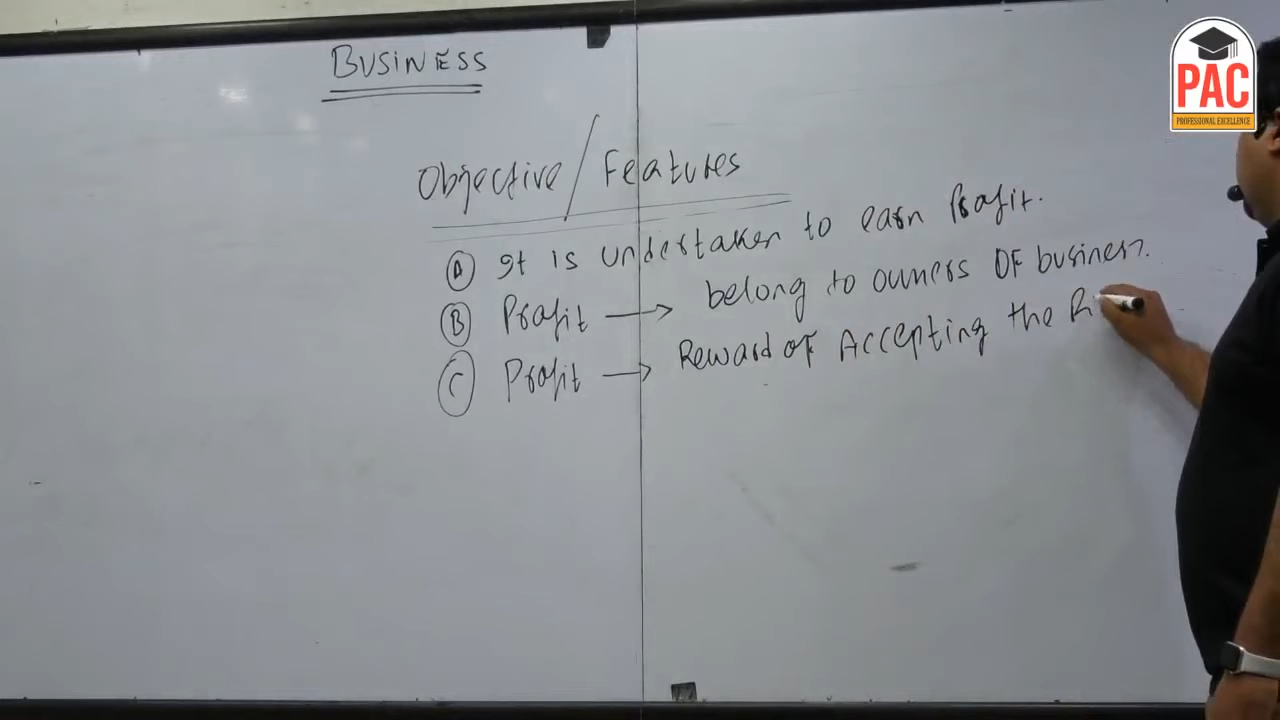 BUSINESS
Objective / Features
A It is undertaken to earn Profit.
B Profit → belong to owners OF business.
C Profit → Reward OF Accepting the Ri
PAC
PROFESSIONAL EXCELLENCE